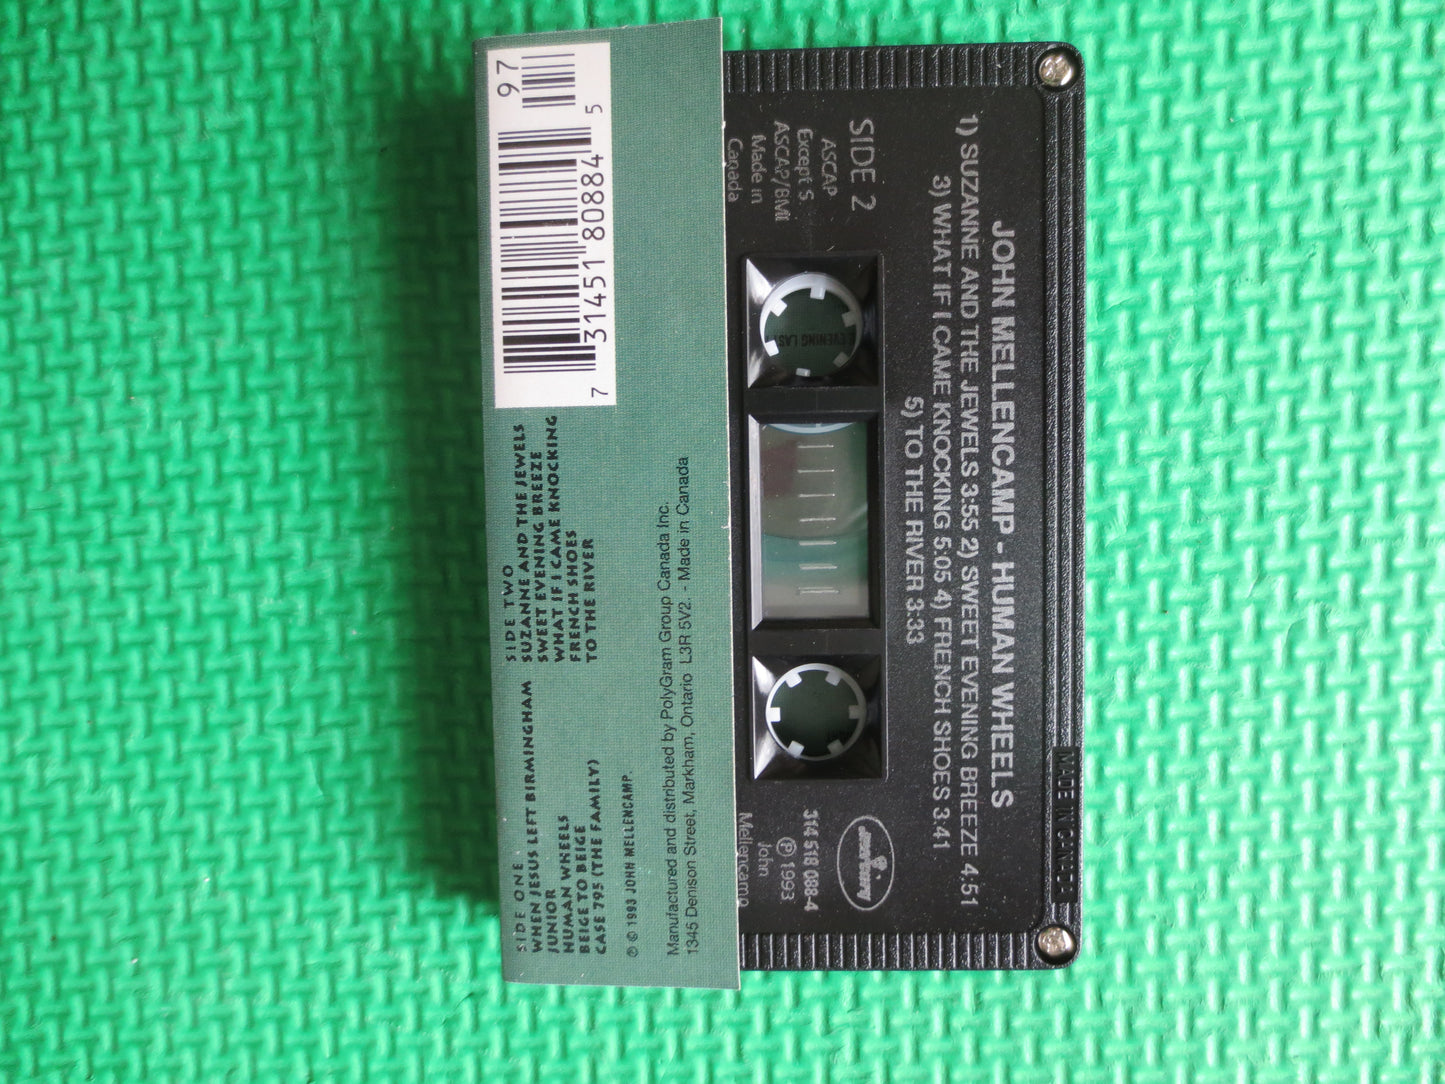 SIDE ONE
WHEN JESUS LEFT BIRMINGHAM
JUNIOR
HUMAN WHEELS
BEIGE TO BEIGE
CASE 795 (THE FAMILY)
SIDE TWO
SUZANNE AND THE JEWELS
SWEET EVENING BREEZE
WHAT IF I CAME KNOCKING
FRENCH SHOES
TO THE RIVER
℗ © 1993 JOHN MELLENCAMP.
Manufactured and distributed by PolyGram Group Canada Inc.
1345 Denison Street, Markham, Ontario L3R 5V2. - Made in Canada
7 31451 80884 5
97
JOHN MELLENCAMP - HUMAN WHEELS
1) SUZANNE AND THE JEWELS 3:55 2) SWEET EVENING BREEZE 4:51
3) WHAT IF I CAME KNOCKING 5:05 4) FRENCH SHOES 3:41
5) TO THE RIVER 3:33
SIDE 2
ASCAP
Except 5
ASCAP/BMI
Made in
Canada
mercury
314 518 088-4
℗ 1993
John
Mellencamp
MADE IN CANADA
EVENING LAS